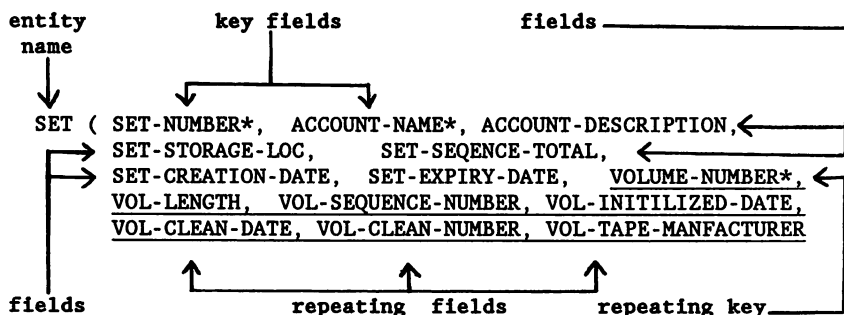 entity key fields fields
name
SET ( SET-NUMBER*, ACCOUNT-NAME*, ACCOUNT-DESCRIPTION,
SET-STORAGE-LOC, SET-SEQENCE-TOTAL,
SET-CREATION-DATE, SET-EXPIRY-DATE, VOLUME-NUMBER*,
VOL-LENGTH, VOL-SEQUENCE-NUMBER, VOL-INITILIZED-DATE,
VOL-CLEAN-DATE, VOL-CLEAN-NUMBER, VOL-TAPE-MANFACTURER
fields repeating fields repeating key